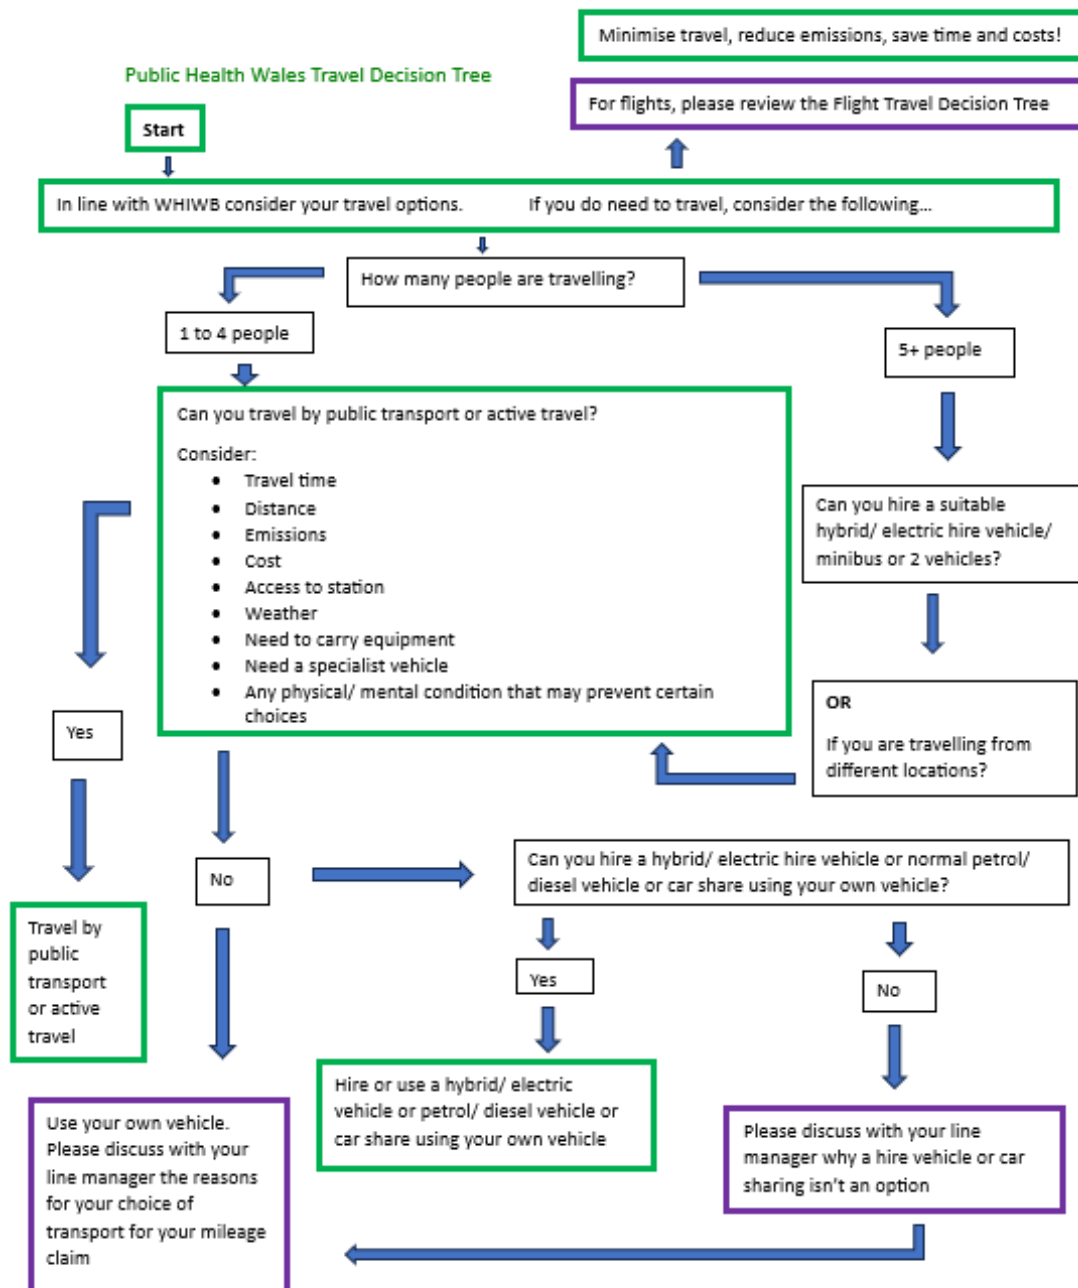 Minimise travel, reduce emissions, save time and costs!
Public Health Wales Travel Decision Tree
For flights, please review the Flight Travel Decision Tree
Start
In line with WHIWB consider your travel options. If you do need to travel, consider the following...
How many people are travelling?
1 to 4 people
5+ people
Can you travel by public transport or active travel?
Consider:
• Travel time
• Distance
• Emissions
• Cost
• Access to station
• Weather
• Need to carry equipment
• Need a specialist vehicle
• Any physical/ mental condition that may prevent certain
choices
Can you hire a suitable
hybrid/ electric hire vehicle/
minibus or 2 vehicles?
OR
If you are travelling from
different locations?
Yes
No
Can you hire a hybrid/ electric hire vehicle or normal petrol/
diesel vehicle or car share using your own vehicle?
Travel by
public
transport
or active
travel
Yes
No
Hire or use a hybrid/ electric
vehicle or petrol/ diesel vehicle or
car share using your own vehicle
Use your own vehicle.
Please discuss with your
line manager the reasons
for your choice of
transport for your mileage
claim
Please discuss with your line
manager why a hire vehicle or car
sharing isn't an option